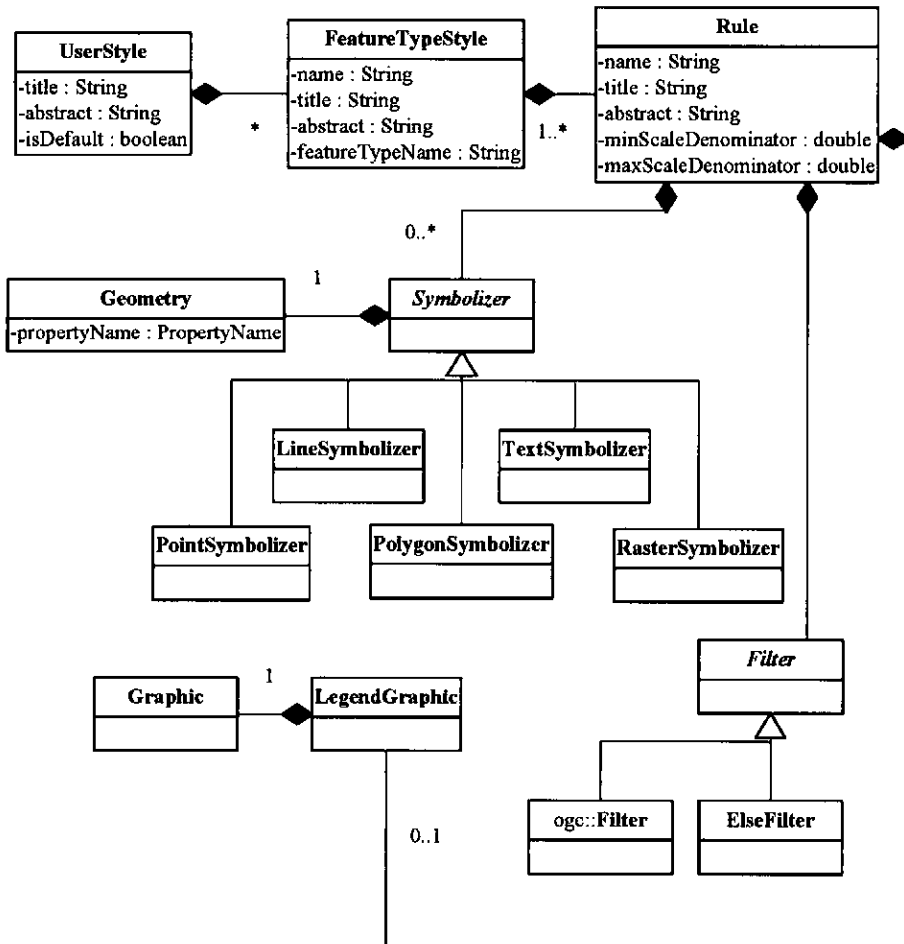 UserStyle
-title : String
-abstract : String
-isDefault : boolean
*
FeatureTypeStyle
-name : String
-title : String
-abstract : String
-featureTypeName : String
1..*
Rule
-name : String
-title : String
-abstract : String
-minScaleDenominator : double
-maxScaleDenominator : double
0..*
Geometry
-propertyName : PropertyName
1
Symbolizer
LineSymbolizer
TextSymbolizer
PointSymbolizer
PolygonSymbolizer
RasterSymbolizer
Filter
Graphic
1
LegendGraphic
0..1
ogc::Filter
ElseFilter